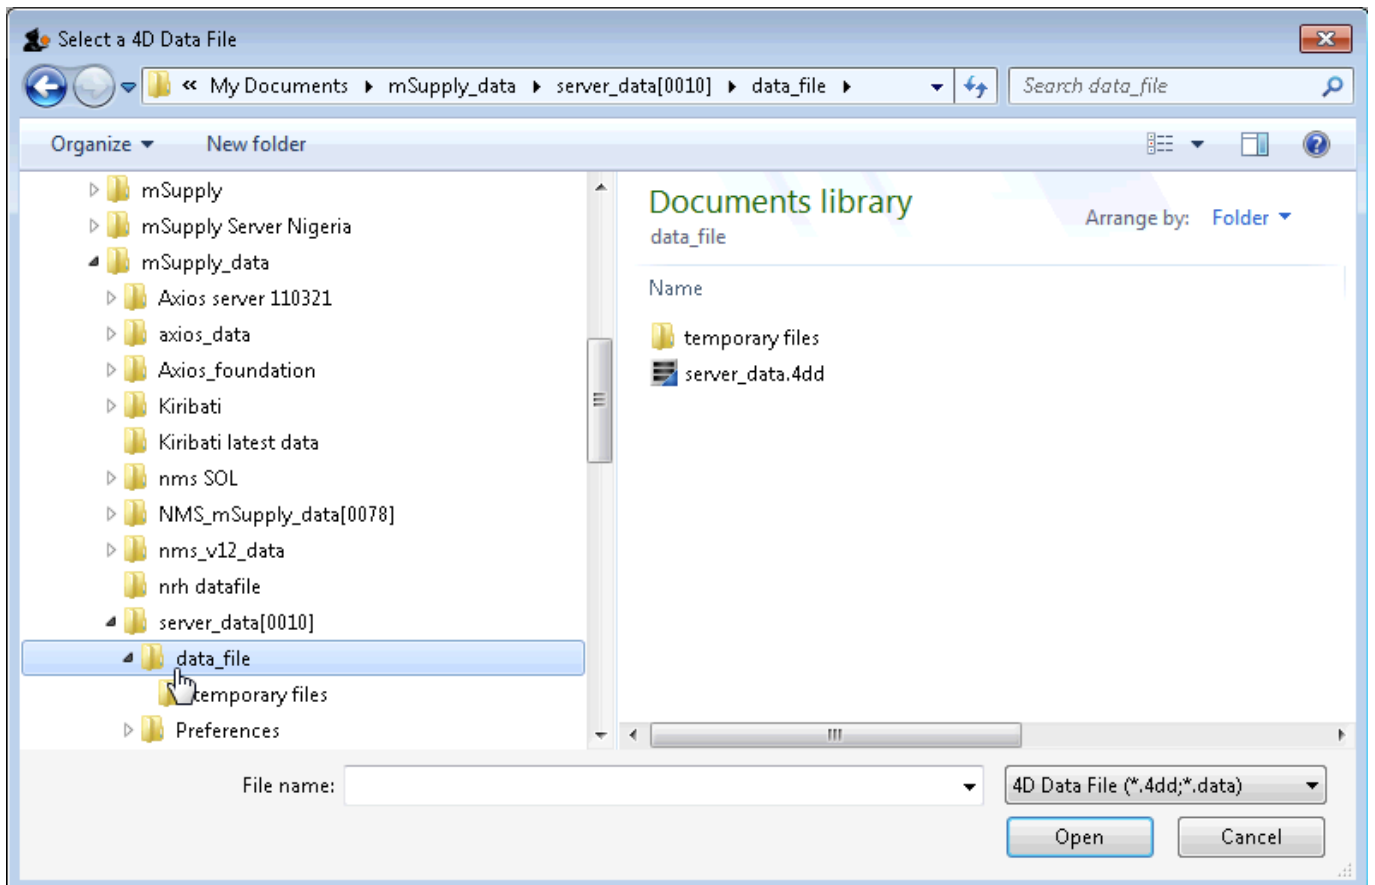 Select a 4D Data File
« My Documents ▸ mSupply_data ▸ server_data[0010] ▸ data_file ▸
Search data_file
Organize New folder
mSupply
mSupply Server Nigeria
mSupply_data
Axios server 110321
axios_data
Axios_foundation
Kiribati
Kiribati latest data
nms SOL
NMS_mSupply_data[0078]
nms_v12_data
nrh datafile
server_data[0010]
data_file
temporary files
Preferences
Documents library
data_file
Arrange by: Folder
Name
temporary files
server_data.4dd
File name:
4D Data File (*.4dd;*.data)
Open Cancel